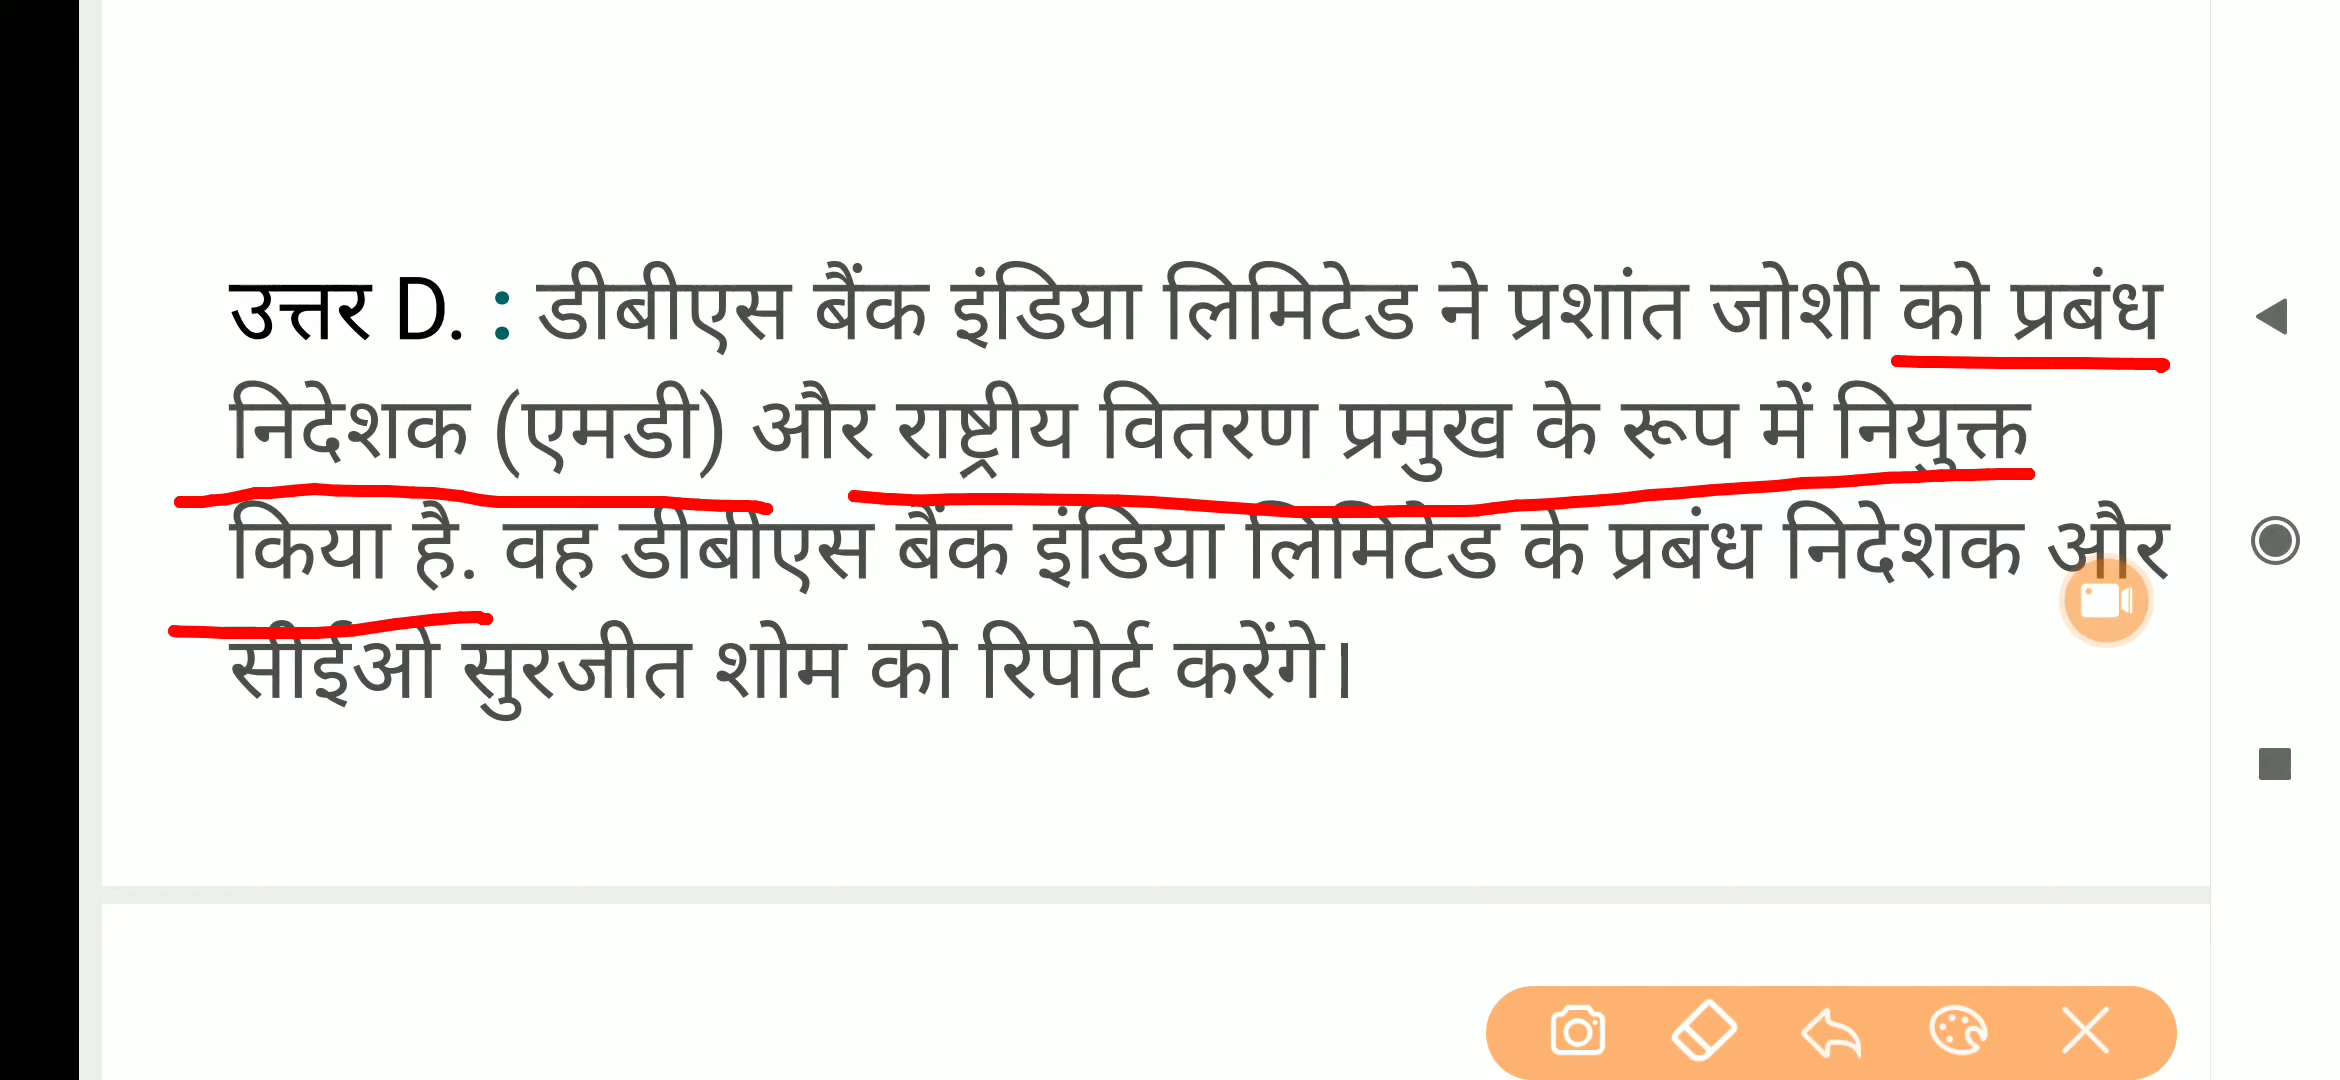 उत्तर D. : डीबीएस बैंक इंडिया लिमिटेड ने प्रशांत जोशी को प्रबंध
निदेशक (एमडी) और राष्ट्रीय वितरण प्रमुख के रूप में नियुक्त
किया है. वह डीबीएस बैंक इंडिया लिमिटेड के प्रबंध निदेशक और
सीईओ सुरजीत शोम को रिपोर्ट करेंगे।